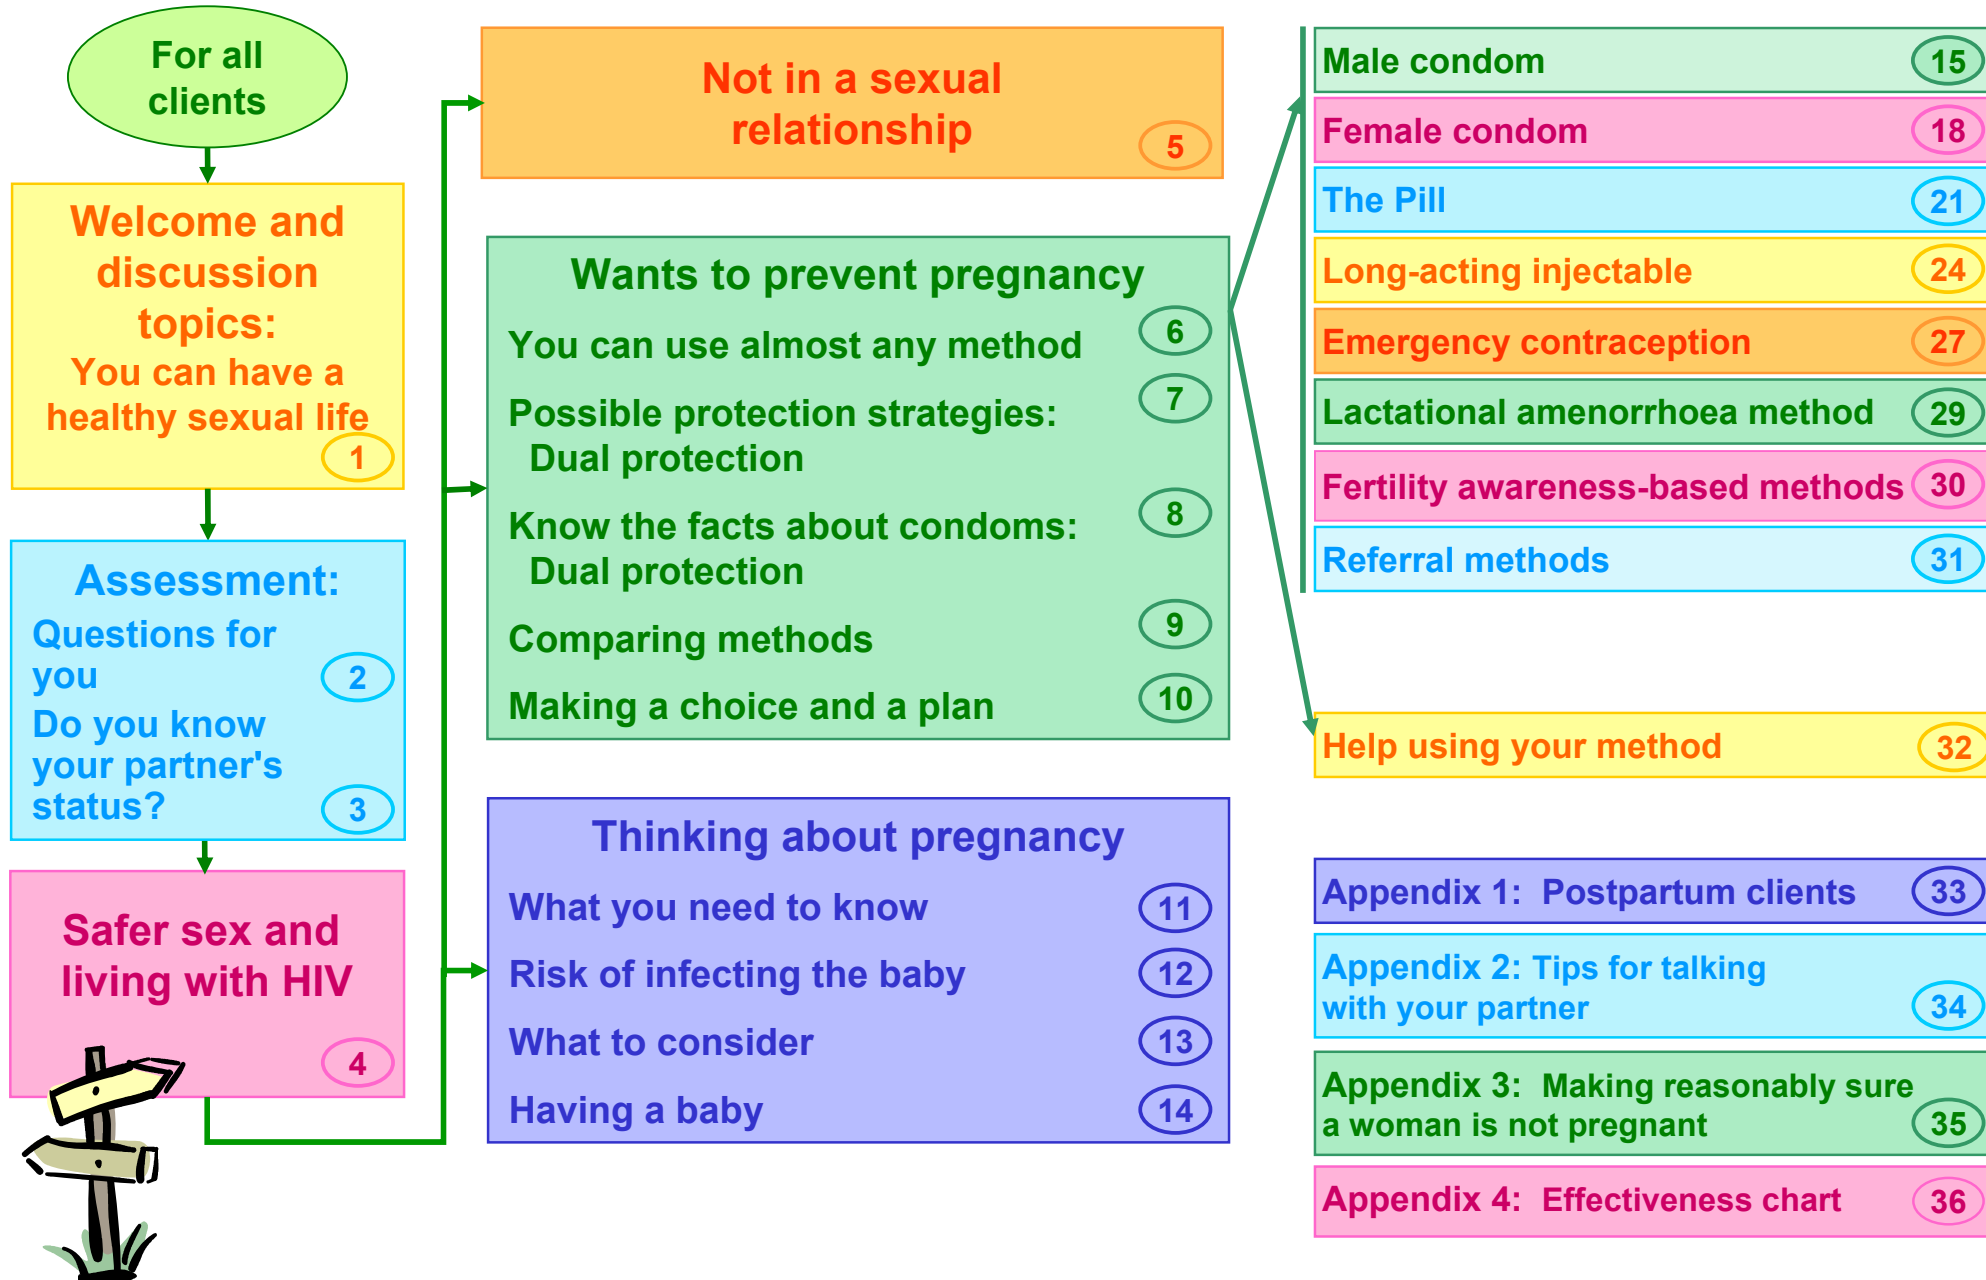 For all
clients
Welcome and
discussion
topics:
You can have a
healthy sexual life
1
Assessment:
Questions for
you
2
Do you know
your partner's
status?
3
Safer sex and
living with HIV
4
Not in a sexual
relationship
5
Wants to prevent pregnancy
You can use almost any method
6
Possible protection strategies:
Dual protection
7
Know the facts about condoms:
Dual protection
8
Comparing methods
9
Making a choice and a plan
10
Thinking about pregnancy
What you need to know
11
Risk of infecting the baby
12
What to consider
13
Having a baby
14
Male condom
15
Female condom
18
The Pill
21
Long-acting injectable
24
Emergency contraception
27
Lactational amenorrhoea method
29
Fertility awareness-based methods
30
Referral methods
31
Help using your method
32
Appendix 1: Postpartum clients
33
Appendix 2: Tips for talking
with your partner
34
Appendix 3: Making reasonably sure
a woman is not pregnant
35
Appendix 4: Effectiveness chart
36